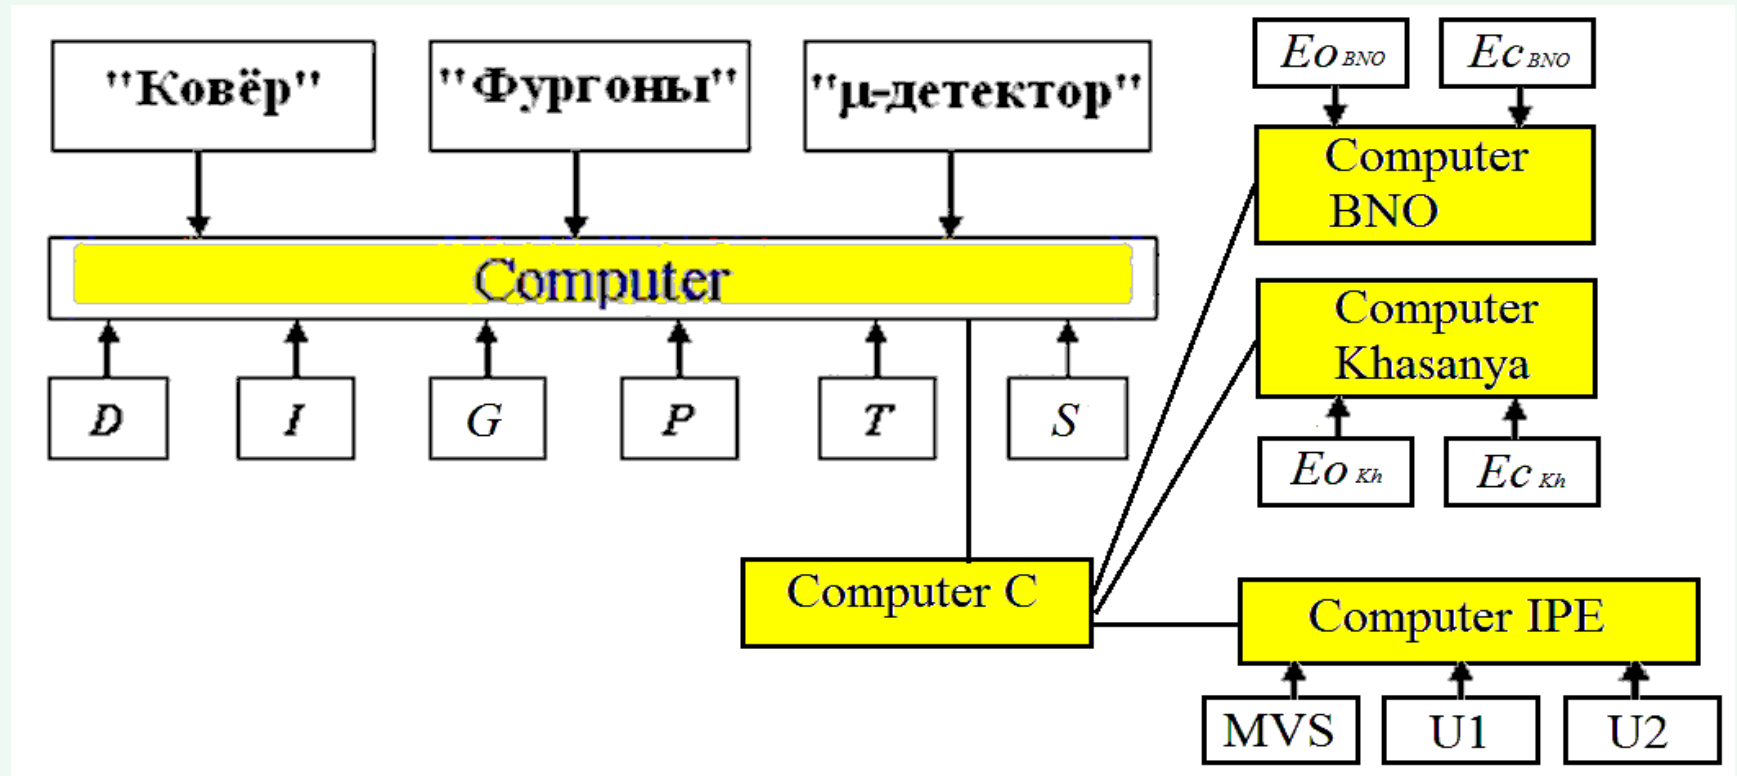 "Ковёр"
"Фургоны"
"μ-детектор"
Eo BNO
Ec BNO
Computer
BNO
Computer
Computer
Khasanya
D
I
G
P
T
S
Eo Kh
Ec Kh
Computer C
Computer IPE
MVS
U1
U2